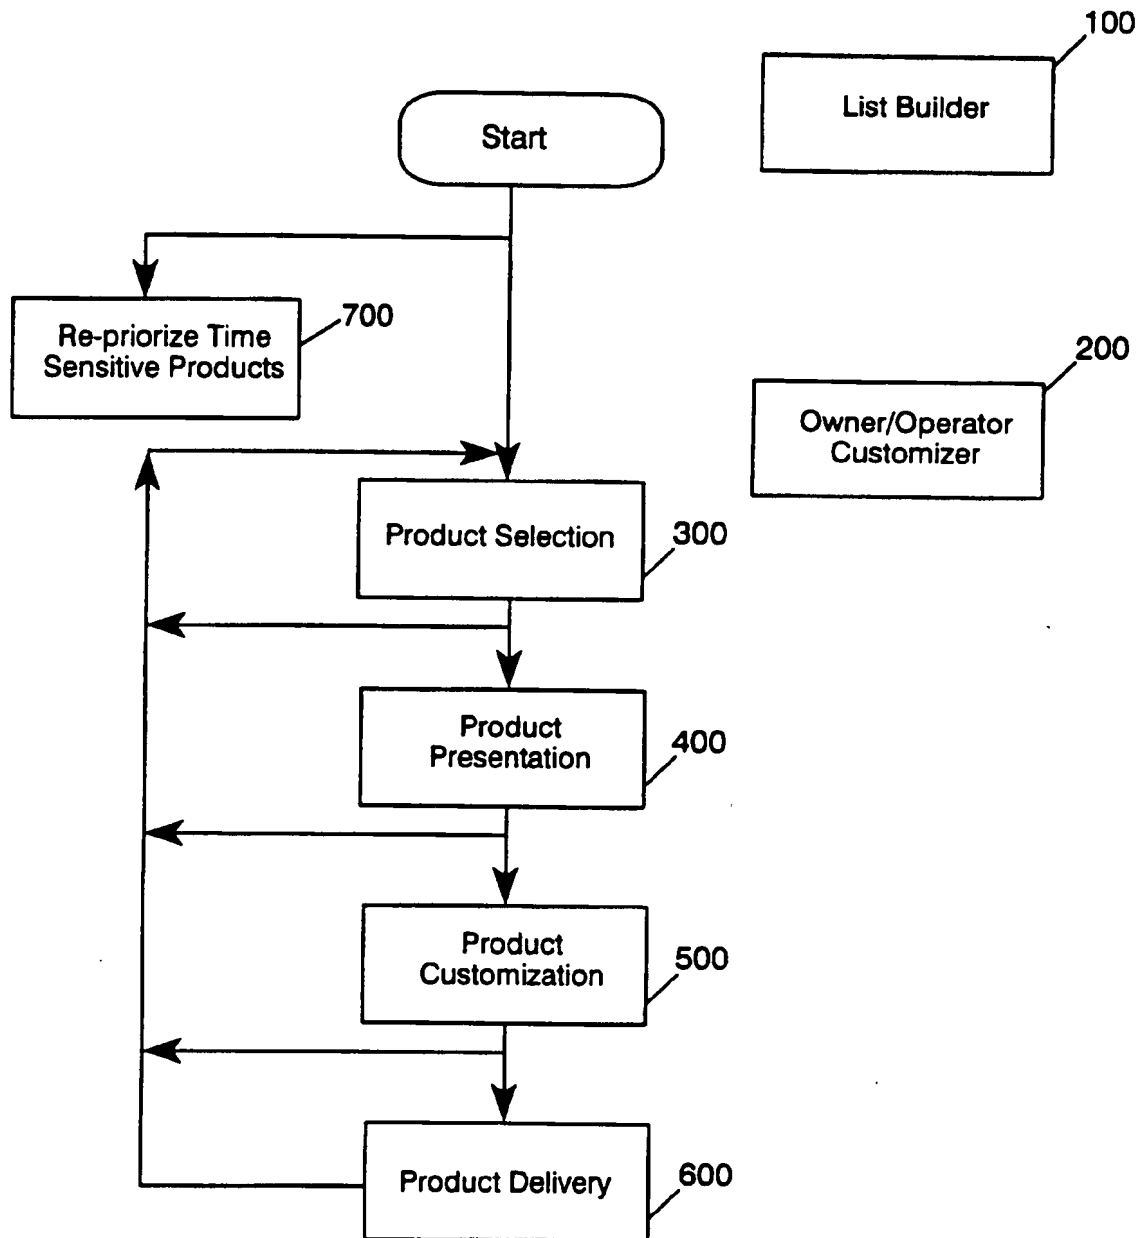 100
List Builder
Start
700
Re-priorize Time
Sensitive Products
200
Owner/Operator
Customizer
Product Selection
300
Product
Presentation
400
Product
Customization
500
Product Delivery
600